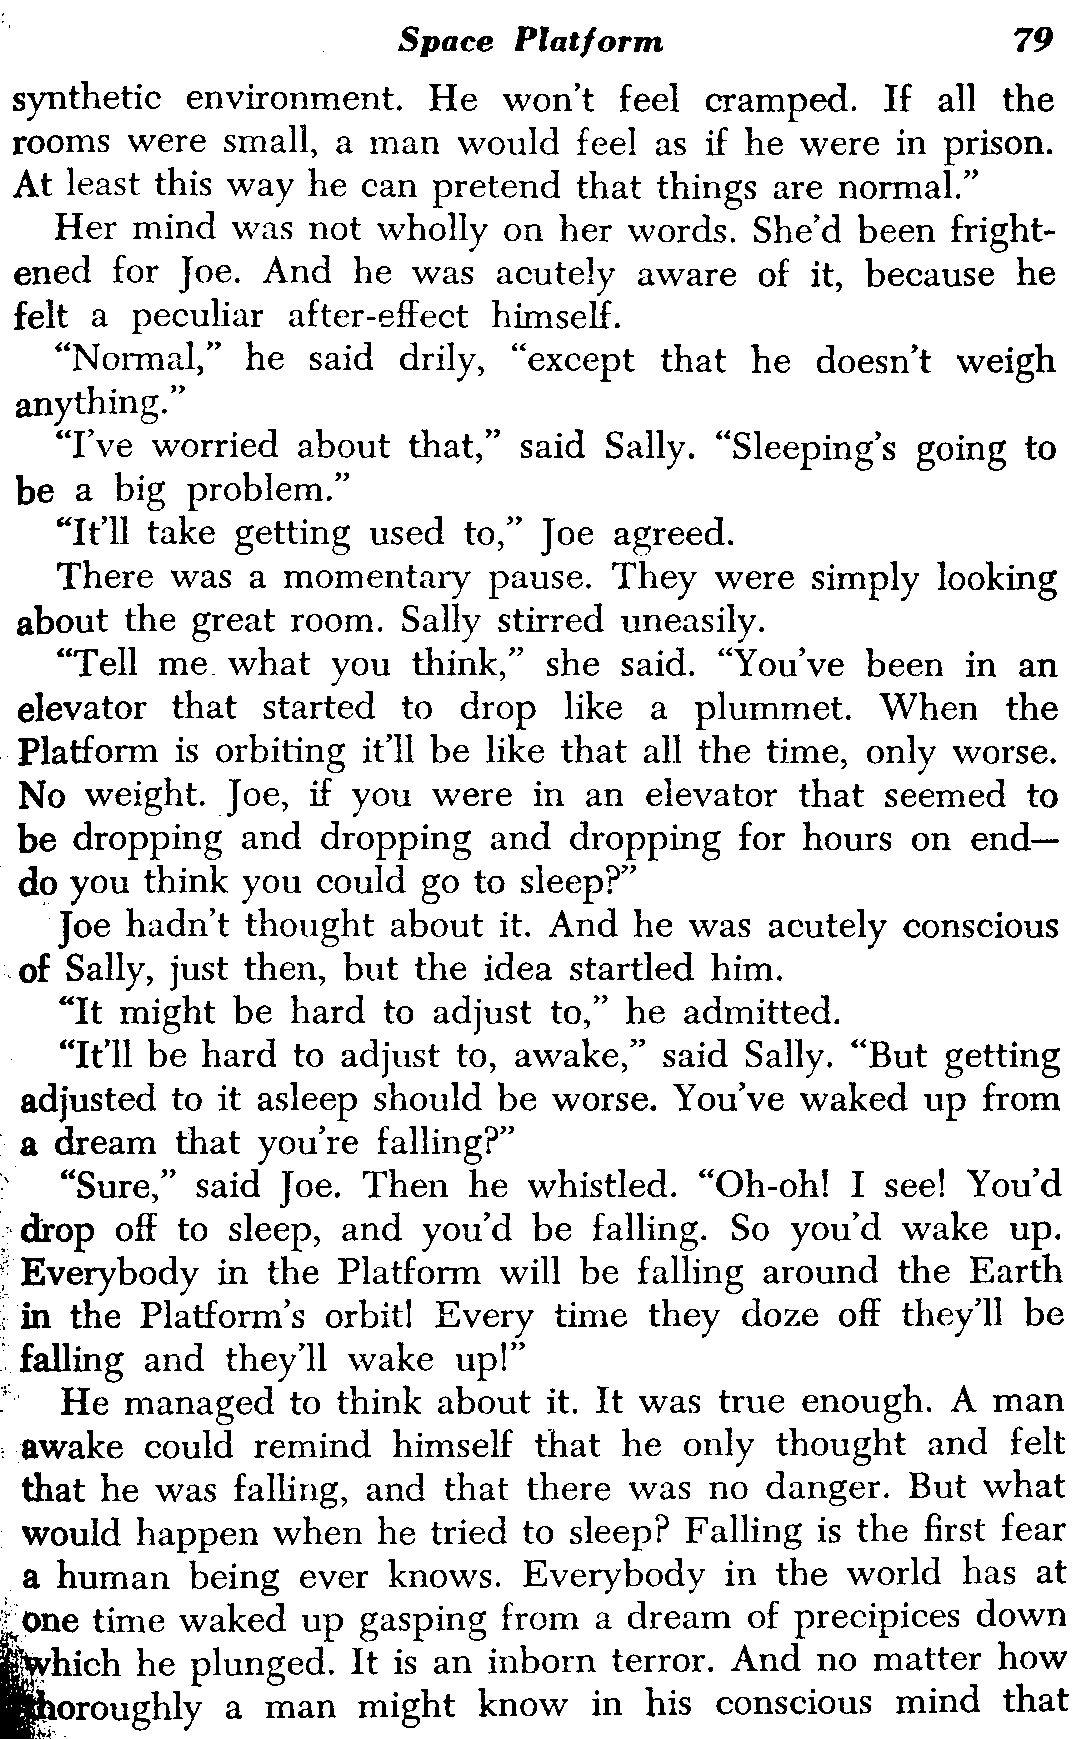 Space Platform 79
synthetic environment. He won't feel cramped. If all the
rooms were small, a man would feel as if he were in prison.
At least this way he can pretend that things are normal.”
Her mind was not wholly on her words. She'd been fright-
ened for Joe. And he was acutely aware of it, because he
felt a peculiar after-effect himself.
“Normal,” he said drily, “except that he doesn't weigh
anything.”
“I've worried about that,” said Sally. “Sleeping's going to
be a big problem.”
“It'll take getting used to,” Joe agreed.
There was a momentary pause. They were simply looking
about the great room. Sally stirred uneasily.
“Tell me what you think,” she said. “You've been in an
elevator that started to drop like a plummet. When the
Platform is orbiting it'll be like that all the time, only worse.
No weight. Joe, if you were in an elevator that seemed to
be dropping and dropping and dropping for hours on end—
do you think you could go to sleep?”
Joe hadn't thought about it. And he was acutely conscious
of Sally, just then, but the idea startled him.
“It might be hard to adjust to,” he admitted.
“It'll be hard to adjust to, awake,” said Sally. “But getting
adjusted to it asleep should be worse. You've waked up from
a dream that you're falling?”
“Sure,” said Joe. Then he whistled. “Oh-oh! I see! You'd
drop off to sleep, and you'd be falling. So you'd wake up.
Everybody in the Platform will be falling around the Earth
in the Platform's orbit! Every time they doze off they'll be
falling and they'll wake up!”
He managed to think about it. It was true enough. A man
awake could remind himself that he only thought and felt
that he was falling, and that there was no danger. But what
would happen when he tried to sleep? Falling is the first fear
a human being ever knows. Everybody in the world has at
one time waked up gasping from a dream of precipices down
which he plunged. It is an inborn terror. And no matter how
thoroughly a man might know in his conscious mind that